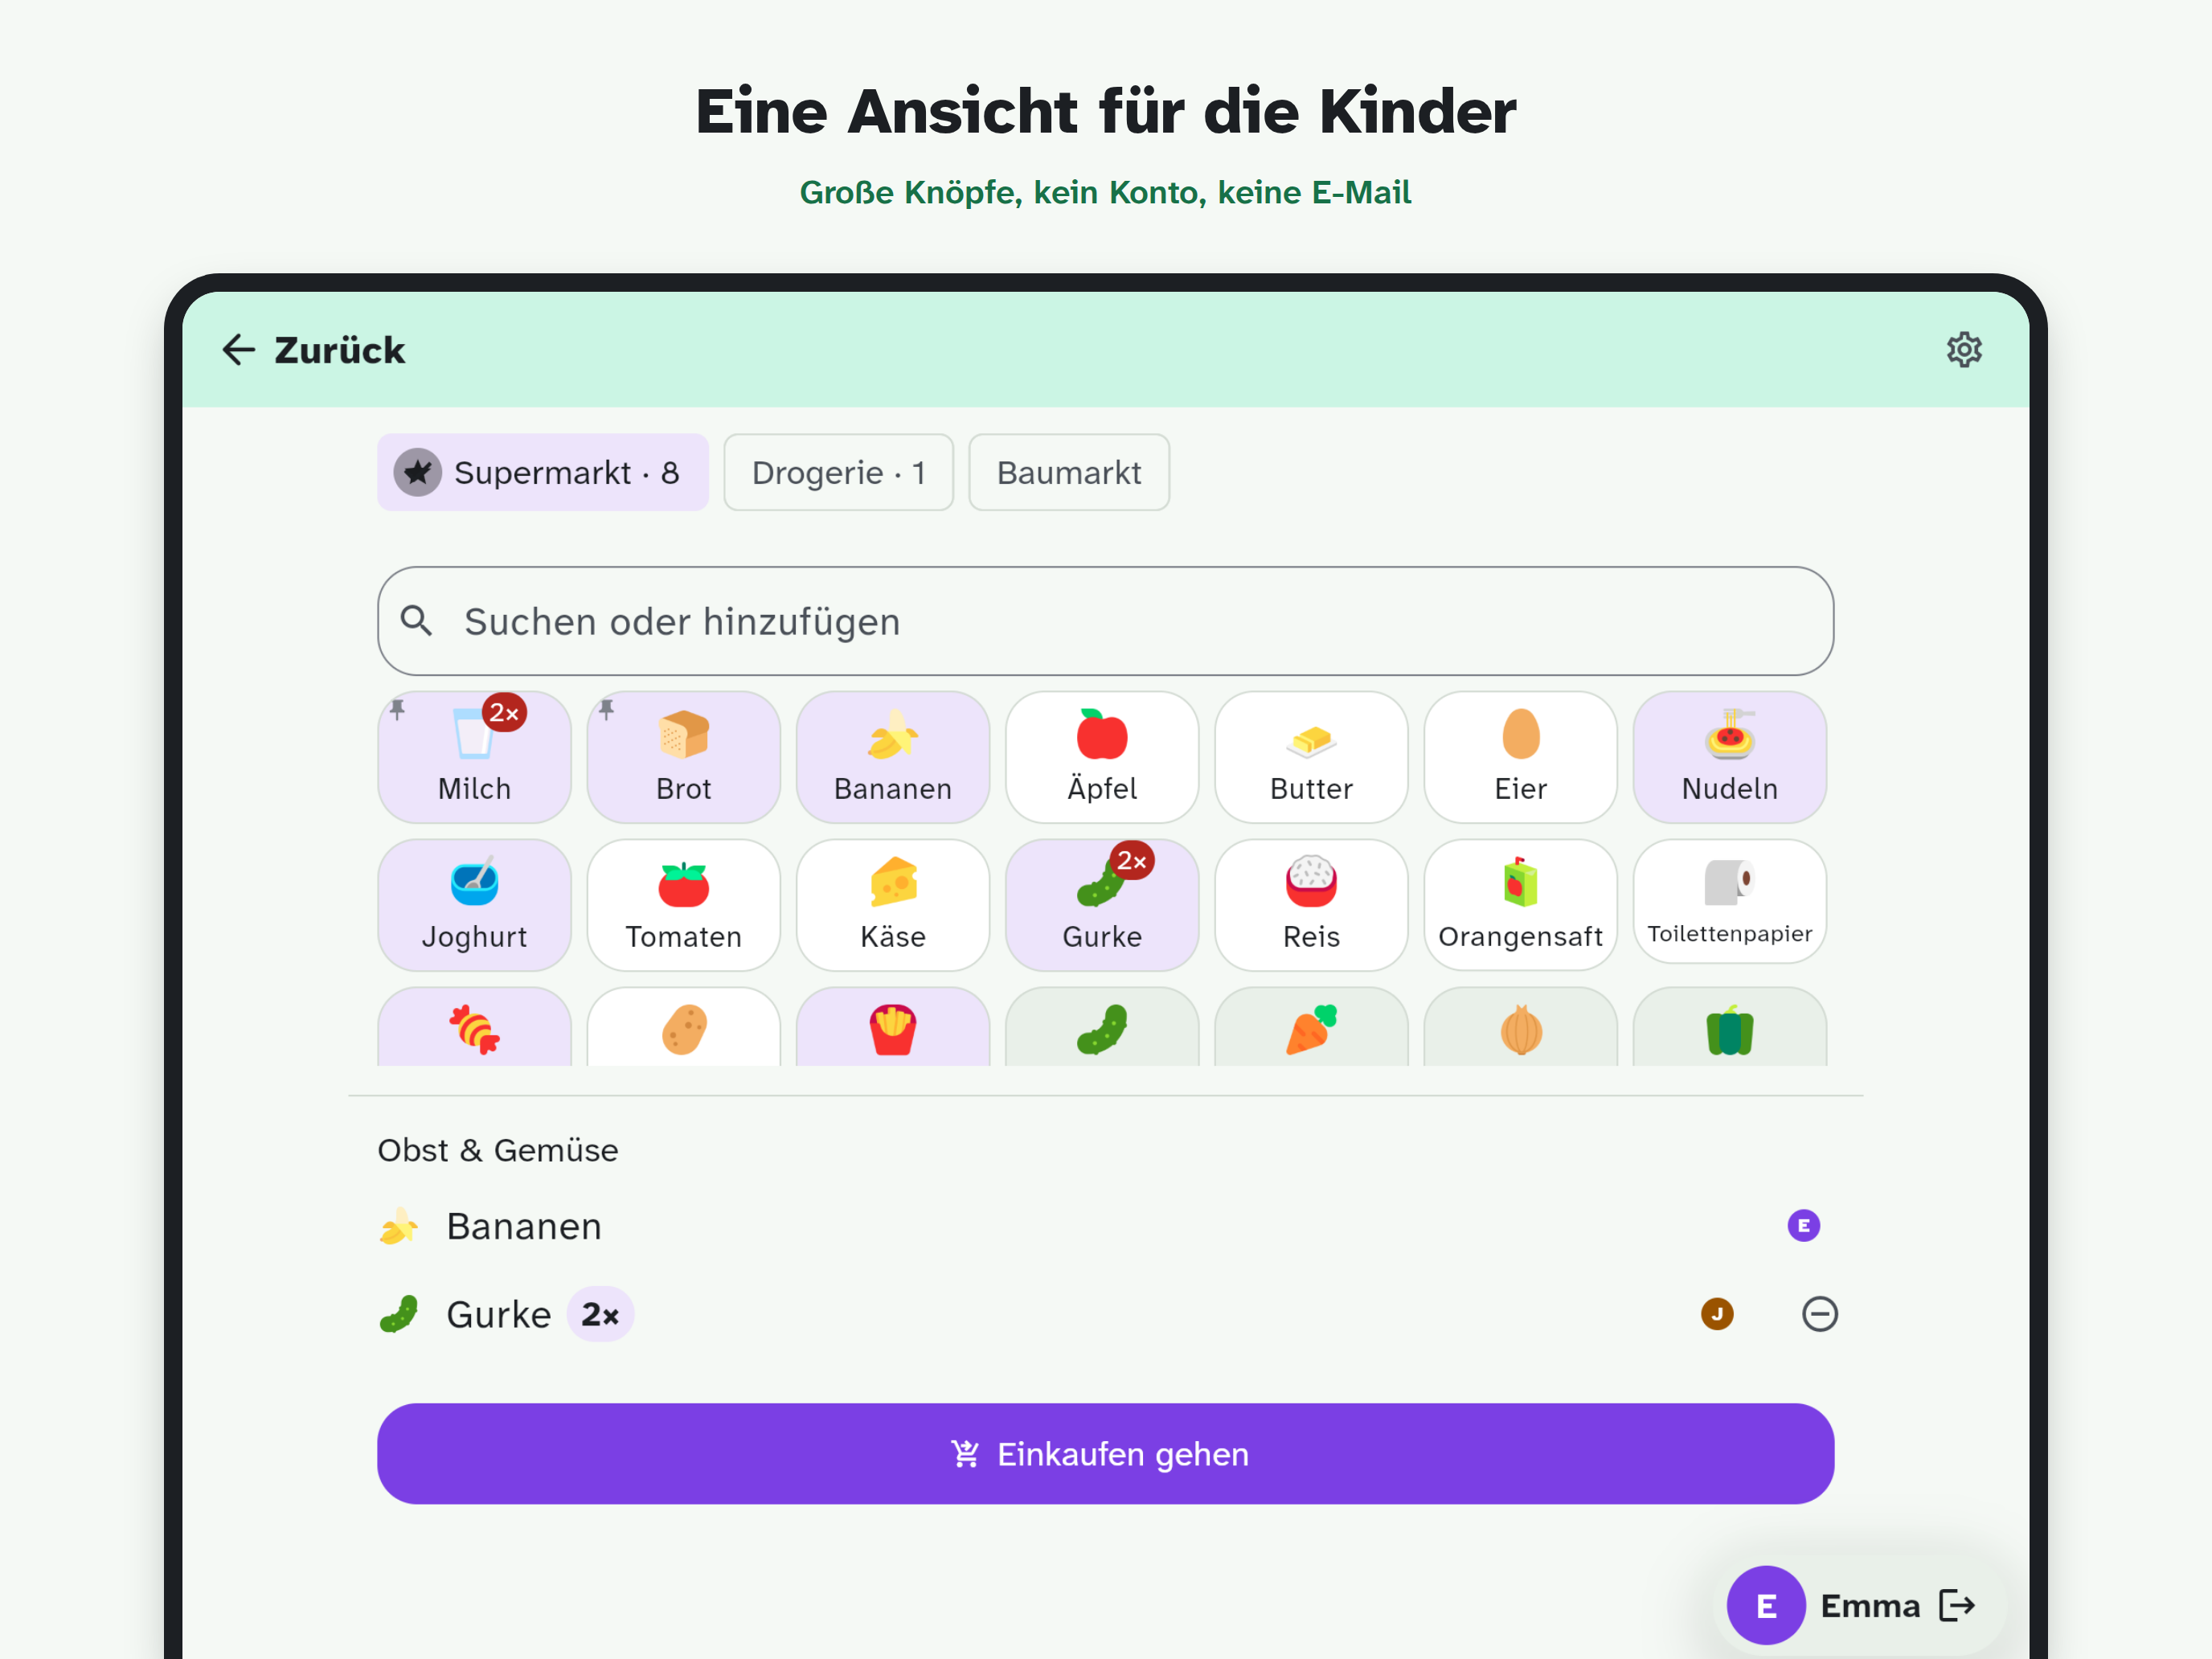 Eine Ansicht für die Kinder
Große Knöpfe, kein Konto, keine E-Mail
Zurück
Supermarkt · 8
Drogerie · 1
Baumarkt
Suchen oder hinzufügen
2×
Milch
Brot
Bananen
Äpfel
Butter
Eier
Nudeln
Joghurt
Tomaten
Käse
2×
Gurke
Reis
Orangensaft
Toilettenpapier
Obst & Gemüse
Bananen
E
Gurke 2×
J
Einkaufen gehen
E
Emma